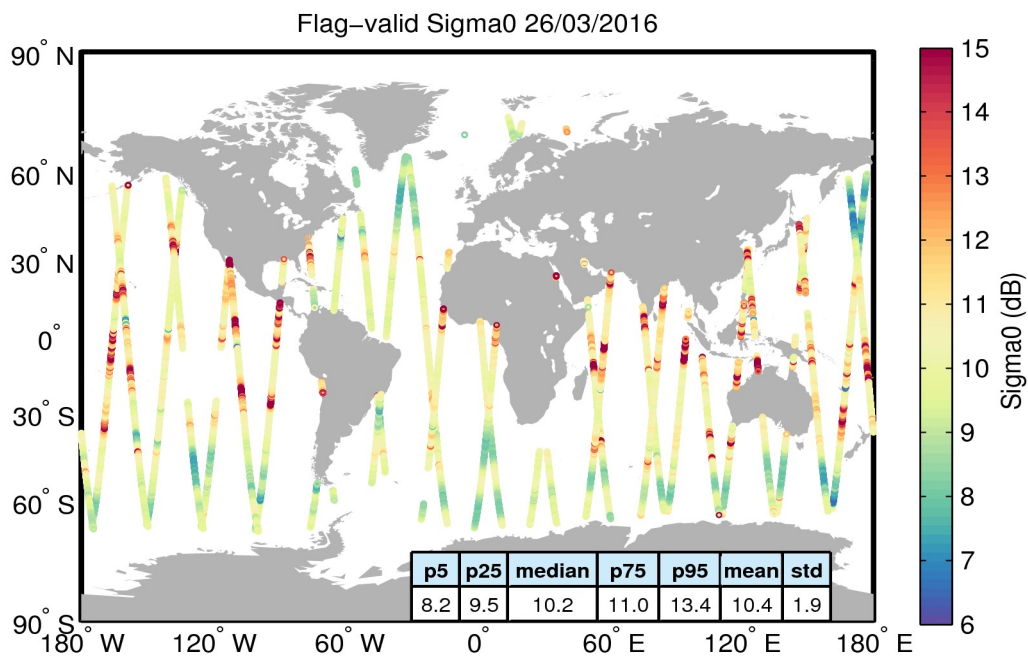 Flag−valid Sigma0 26/03/2016
90° N
60° N
30° N
0°
30° S
60° S
90° S
180° W
120° W
60° W
0°
60° E
120° E
180° E
p5 p25 median p75 p95 mean std
8.2 9.5 10.2 11.0 13.4 10.4 1.9
15
14
13
12
11
10
9
8
7
6
Sigma0 (dB)